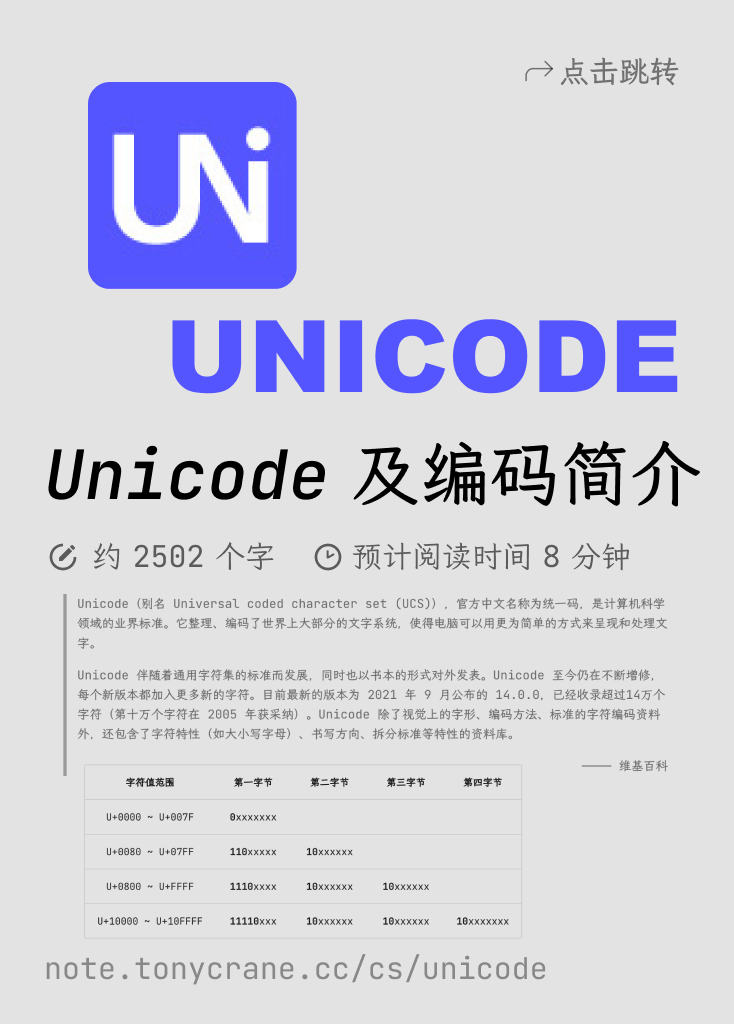 点击跳转
UNi
UNICODE
Unicode 及编码简介
约 2502 个字 预计阅读时间 8 分钟
Unicode（别名 Universal coded character set (UCS)），官方中文名称为统一码，是计算机科学
领域的业界标准。它整理、编码了世界上大部分的文字系统，使得电脑可以用更为简单的方式来呈现和处理文
字。
Unicode 伴随着通用字符集的标准而发展，同时也以书本的形式对外发表。Unicode 至今仍在不断增修，
每个新版本都加入更多新的字符。目前最新的版本为 2021 年 9 月公布的 14.0.0，已经收录超过14万个
字符（第十万个字符在 2005 年获采纳）。Unicode 除了视觉上的字形、编码方法、标准的字符编码资料
外，还包含了字符特性（如大小写字母）、书写方向、拆分标准等特性的资料库。
—— 维基百科
字符值范围 第一字节 第二字节 第三字节 第四字节
U+0000 ~ U+007F 0xxxxxxx
U+0080 ~ U+07FF 110xxxxx 10xxxxxx
U+0800 ~ U+FFFF 1110xxxx 10xxxxxx 10xxxxxx
U+10000 ~ U+10FFFF 11110xxx 10xxxxxx 10xxxxxx 10xxxxxxx
note.tonycrane.cc/cs/unicode